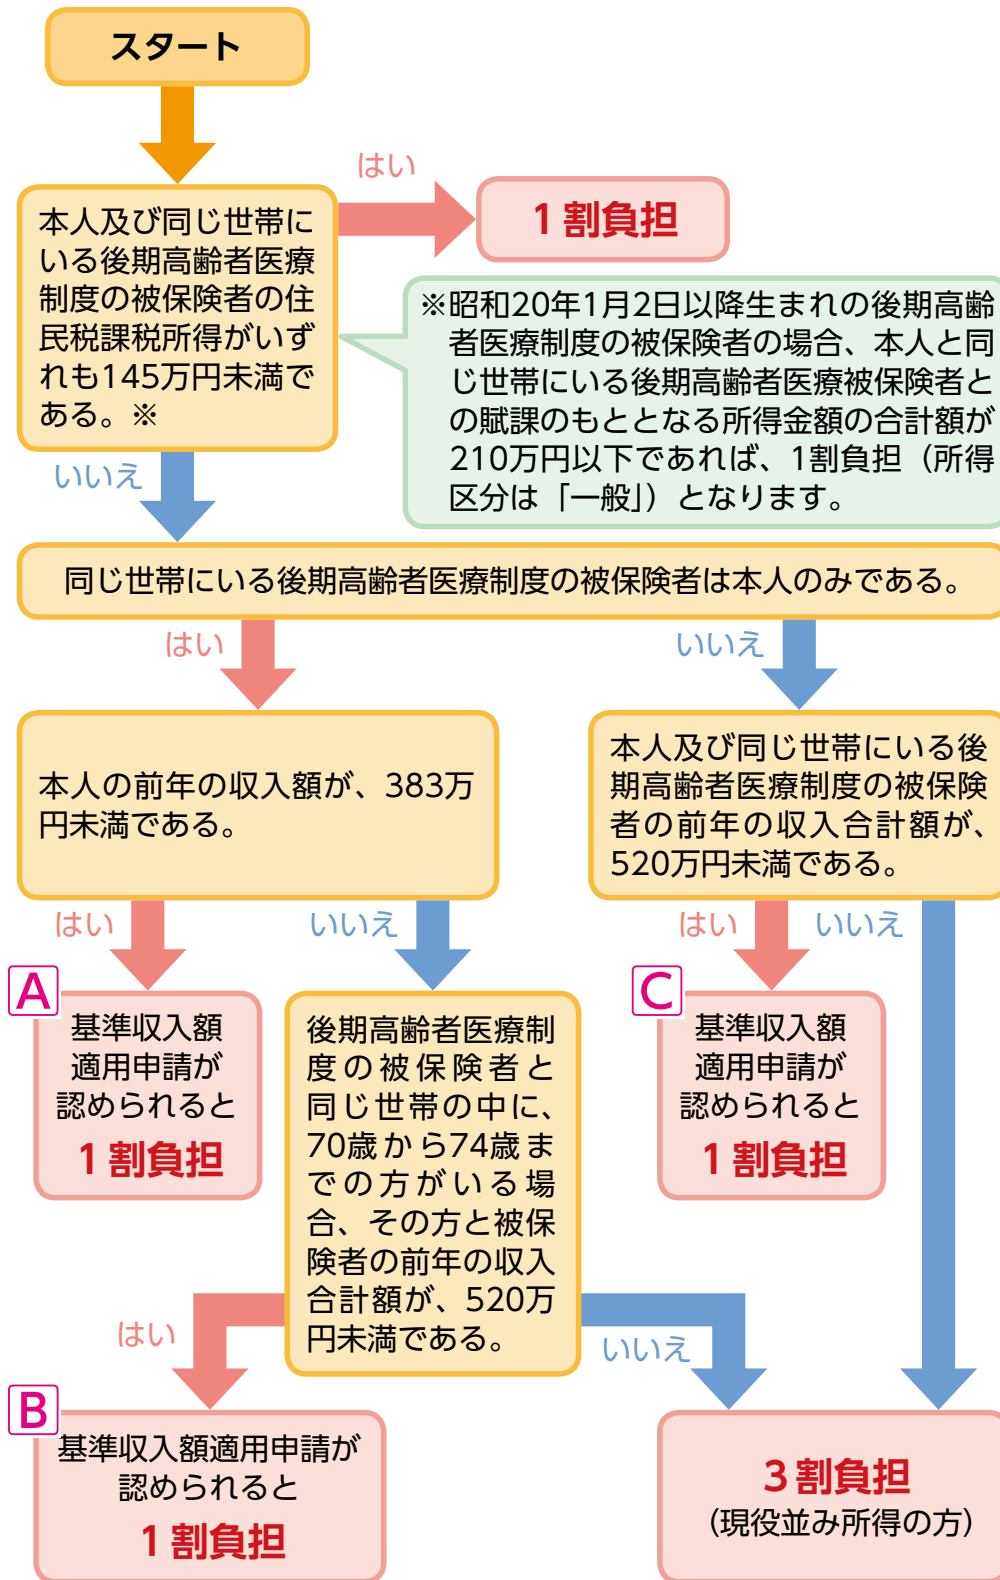 スタート
はい
1割負担
本人及び同じ世帯に
いる後期高齢者医療
制度の被保険者の住
民税課税所得がいず
れも145万円未満で
ある。※
※昭和20年1月2日以降生まれの後期高齢
者医療制度の被保険者の場合、本人と同
じ世帯にいる後期高齢者医療被保険者と
の賦課のもととなる所得金額の合計額が
210万円以下であれば、1割負担（所得
区分は「一般」）となります。
いいえ
同じ世帯にいる後期高齢者医療制度の被保険者は本人のみである。
はい
いいえ
本人の前年の収入額が、383万
円未満である。
本人及び同じ世帯にいる後
期高齢者医療制度の被保険
者の前年の収入合計額が、
520万円未満である。
はい
いいえ
はい
いいえ
A
基準収入額
適用申請が
認められると
1割負担
後期高齢者医療制
度の被保険者と
同じ世帯の中に、
70歳から74歳ま
での方がいる場
合、その方と被保
険者の前年の収入
合計額が、520万
円未満である。
C
基準収入額
適用申請が
認められると
1割負担
はい
いいえ
B
基準収入額適用申請が
認められると
1割負担
3割負担
（現役並み所得の方）